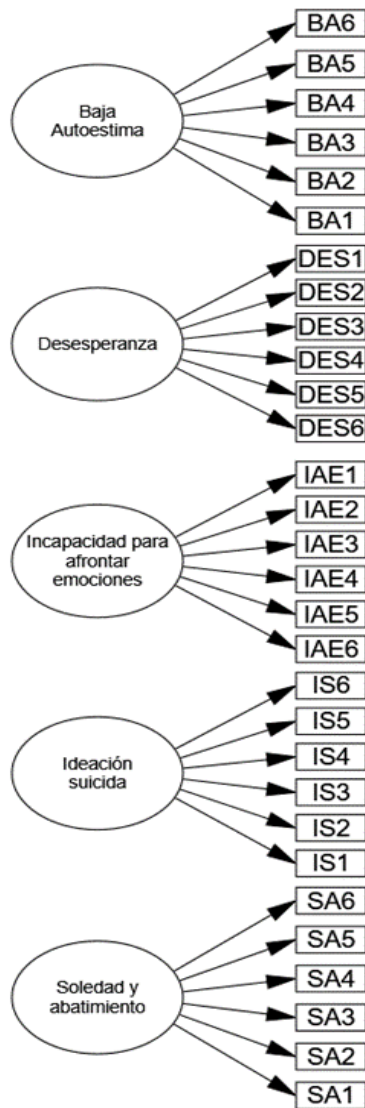 Baja
Autoestima
BA6
BA5
BA4
BA3
BA2
BA1
Desesperanza
DES1
DES2
DES3
DES4
DES5
DES6
Incapacidad para
afrontar
emociones
IAE1
IAE2
IAE3
IAE4
IAE5
IAE6
Ideación
suicida
IS6
IS5
IS4
IS3
IS2
IS1
Soledad y
abatimiento
SA6
SA5
SA4
SA3
SA2
SA1